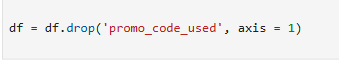 df = df.drop('promo_code_used', axis = 1)